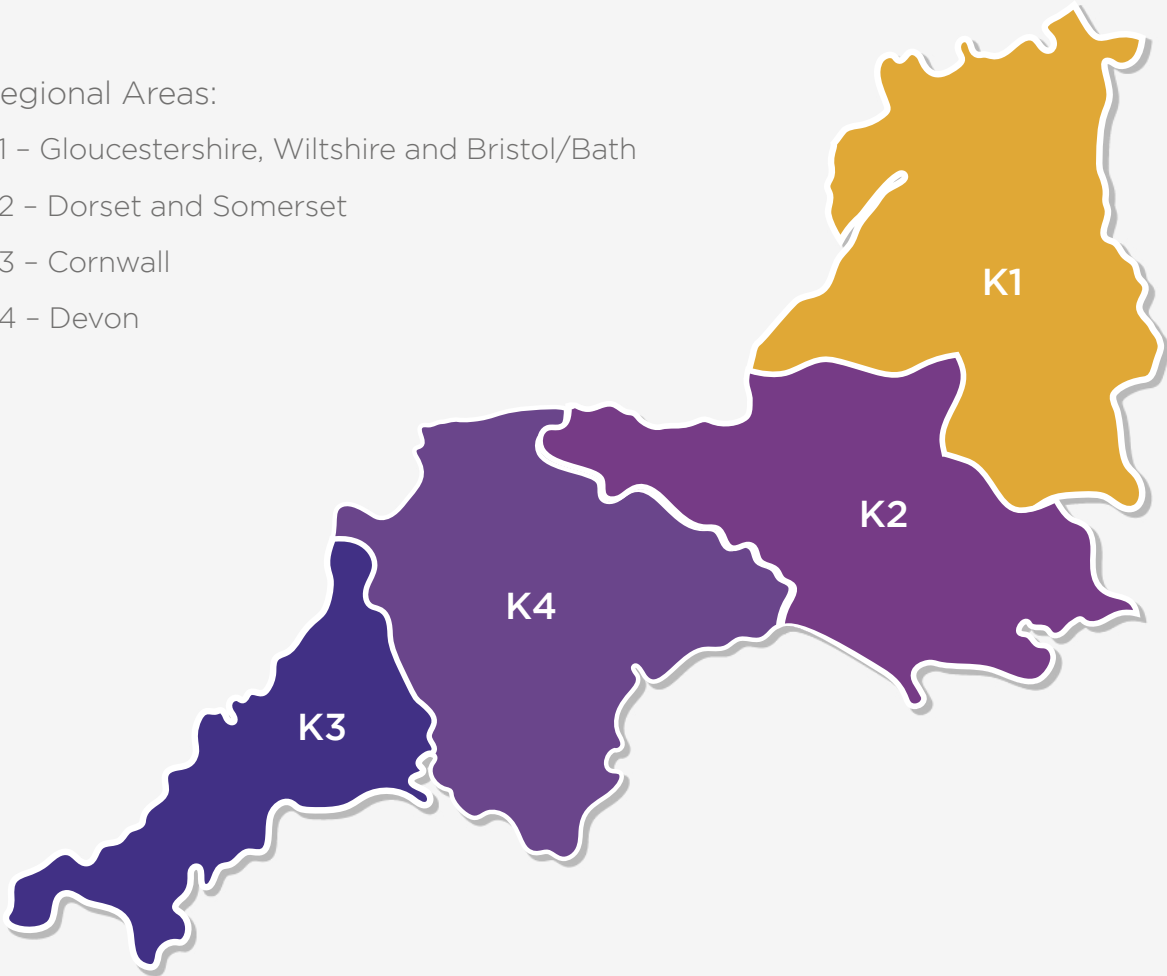 egional Areas:
1 – Gloucestershire, Wiltshire and Bristol/Bath
2 – Dorset and Somerset
3 – Cornwall
4 – Devon
K1
K2
K4
K3